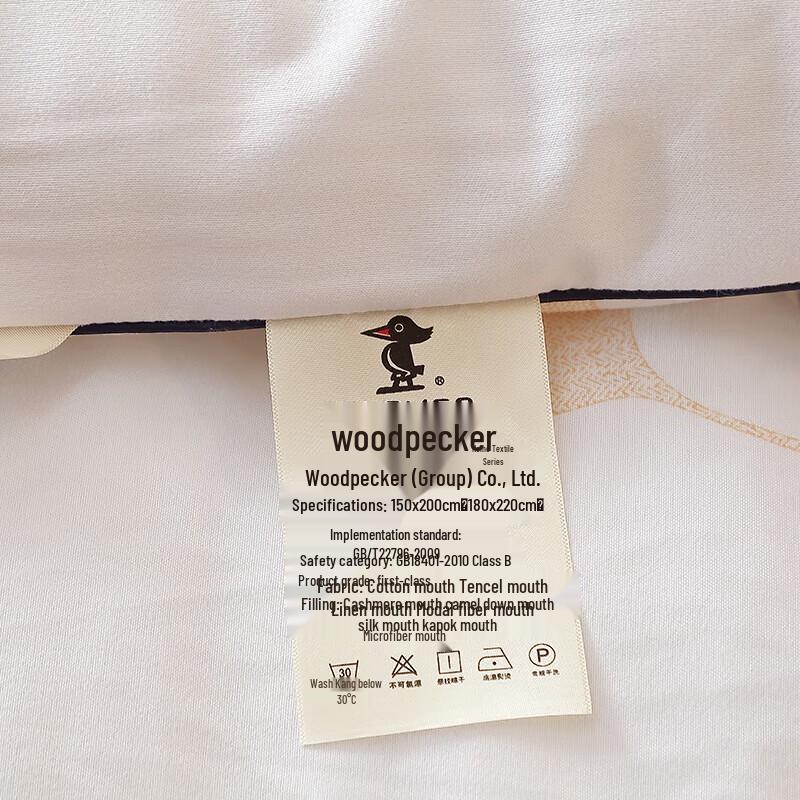 ®
woodpecker
Home Textile
Series
Woodpecker (Group) Co., Ltd.
Specifications: 150x200cm 180x220cm
Implementation standard:
GB/T22796-2009
Safety category: GB18401-2010 Class B
Product grade: first-class
Fabric: Cotton mouth Tencel mouth
Linen mouth Modar fiber mouth
Filling: Cashmere mouth camel down mouth
silk mouth kapok mouth
Microfiber mouth
30
P
Wash Kang below
30°C
不可氯漂
悬挂晾干
底温熨烫
常规干洗